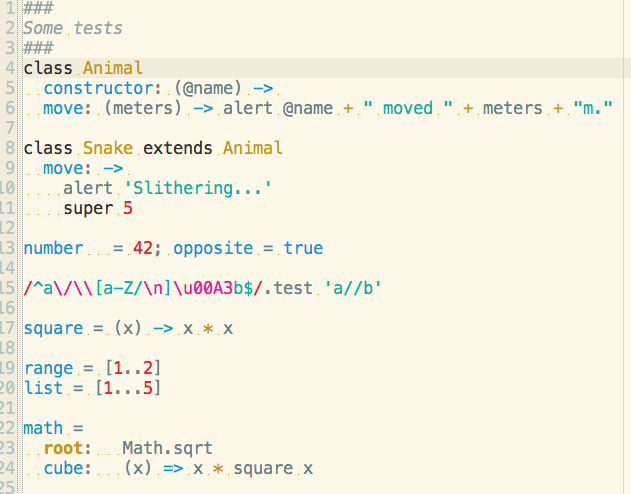 1 ###
2 Some tests
3 ###
4 class Animal
5   constructor: (@name) ->
6   move: (meters) -> alert @name + " moved " + meters + "m."
7
8 class Snake extends Animal
9   move: ->
10     alert 'Slithering...'
11     super 5
12
13 number   = 42; opposite = true
14
15 /^a\/\\[a-Z/\n]\u00A3b$/.test 'a//b'
16
17 square = (x) -> x * x
18
19 range = [1..2]
20 list = [1...5]
21
22 math =
23   root:   Math.sqrt
24   cube:   (x) => x * square x
25